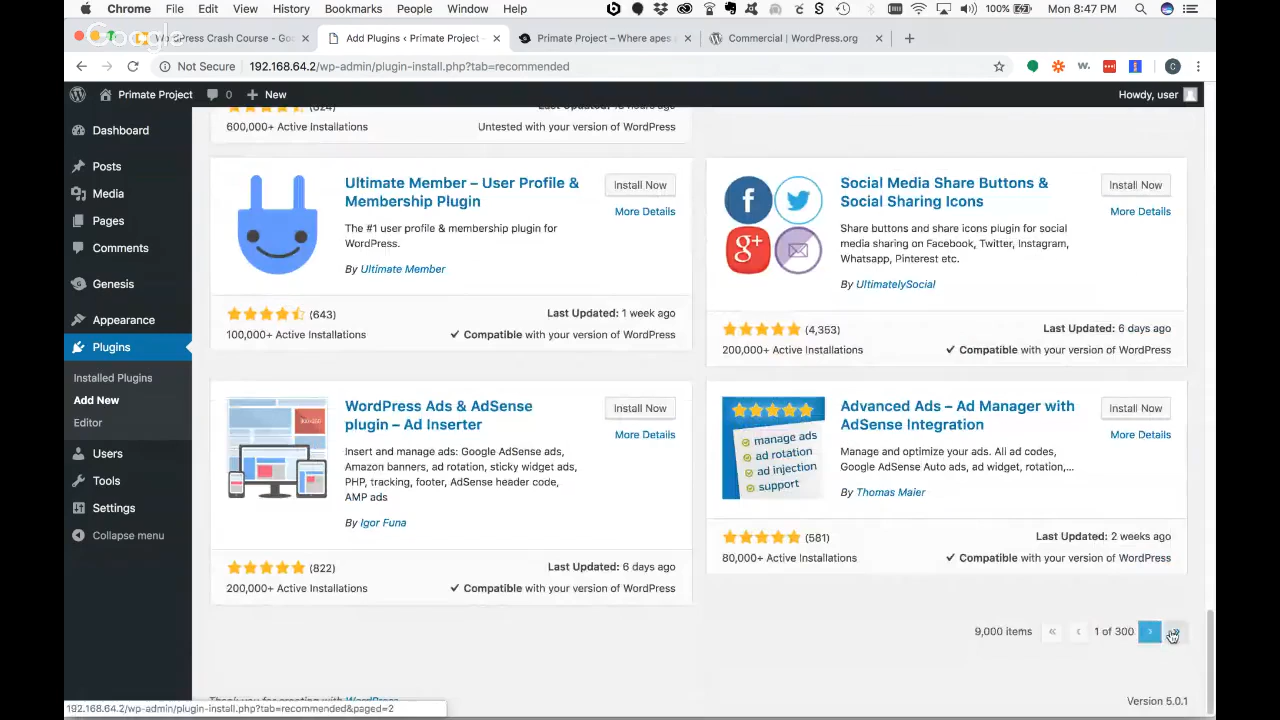 Chrome File Edit View History Bookmarks People Window Help 100% Mon 8:47 PM
Google
WordPress Crash Course - Go × Add Plugins ‹ Primate Project × Primate Project – Where apes × Commercial | WordPress.org × +
Not Secure 192.168.64.2/wp-admin/plugin-install.php?tab=recommended
Primate Project 0 + New Howdy, user
Dashboard
Posts
Media
Pages
Comments
Genesis
Appearance
Plugins
Installed Plugins
Add New
Editor
Users
Tools
Settings
Collapse menu
600,000+ Active Installations Untested with your version of WordPress
Ultimate Member – User Profile &
Membership Plugin
Install Now
More Details
The #1 user profile & membership plugin for
WordPress.
By Ultimate Member
(643) Last Updated: 1 week ago
100,000+ Active Installations ✓ Compatible with your version of WordPress
Social Media Share Buttons &
Social Sharing Icons
Install Now
More Details
Share buttons and share icons plugin for social
media sharing on Facebook, Twitter, Instagram,
Whatsapp, Pinterest etc.
By UltimatelySocial
(4,353) Last Updated: 6 days ago
200,000+ Active Installations ✓ Compatible with your version of WordPress
WordPress Ads & AdSense
plugin – Ad Inserter
Install Now
More Details
Insert and manage ads: Google AdSense ads,
Amazon banners, ad rotation, sticky widget ads,
PHP, tracking, footer, AdSense header code,
AMP ads
By Igor Funa
(822) Last Updated: 6 days ago
200,000+ Active Installations ✓ Compatible with your version of WordPress
manage ads
ad rotation
ad injection
support
Advanced Ads – Ad Manager with
AdSense Integration
Install Now
More Details
Manage and optimize your ads. All ad codes,
Google AdSense Auto ads, ad widget, rotation,...
By Thomas Maier
(581) Last Updated: 2 weeks ago
80,000+ Active Installations ✓ Compatible with your version of WordPress
9,000 items « ‹ 1 of 300 › »
Version 5.0.1
192.168.64.2/wp-admin/plugin-install.php?tab=recommended&paged=2